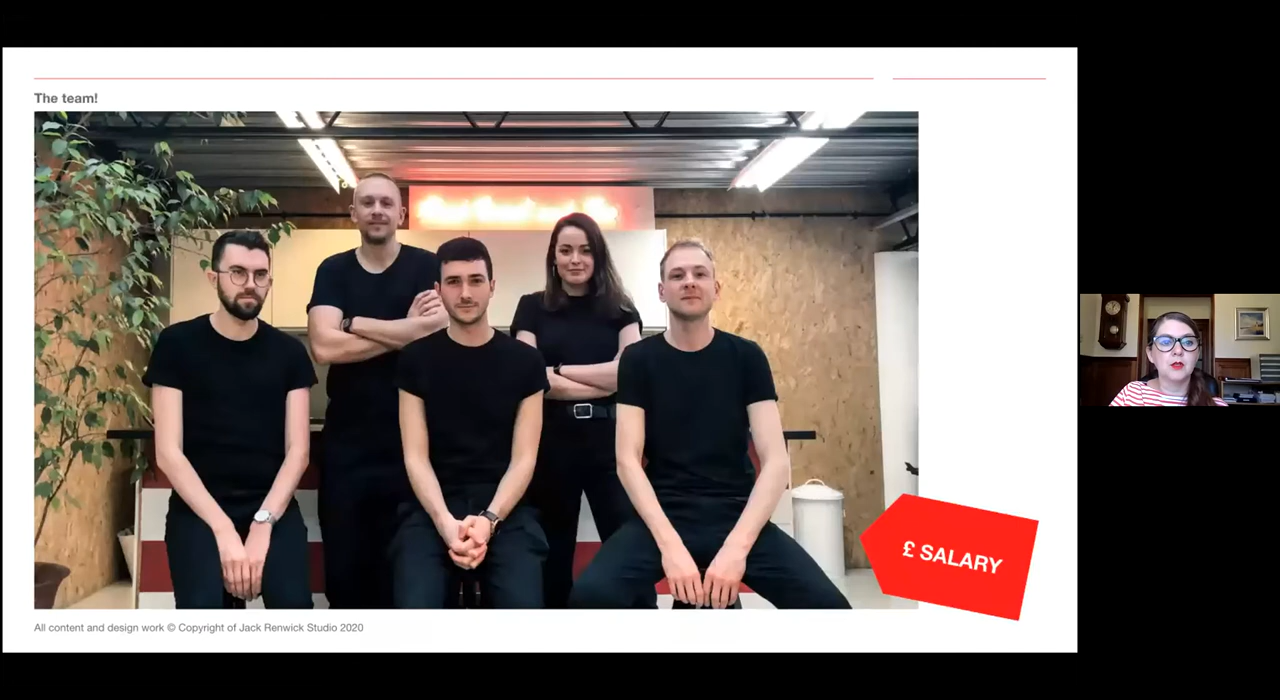 The team!
£ SALARY
All content and design work © Copyright of Jack Renwick Studio 2020